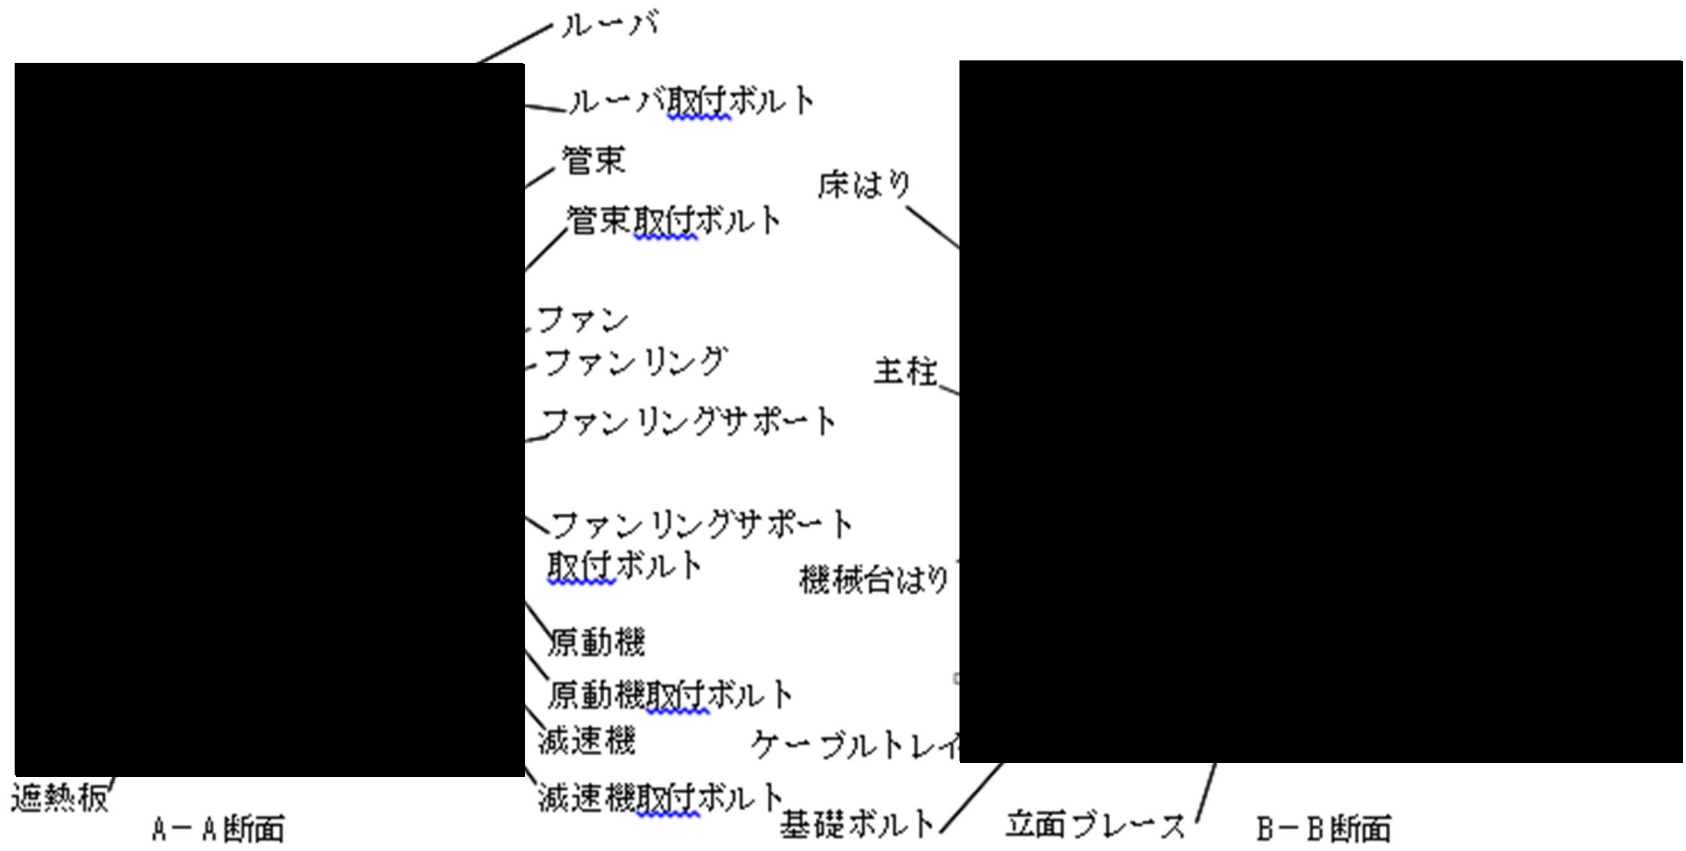 ルーバ
ルーバ取付ボルト
管束
管束取付ボルト
ファン
ファンリング
ファンリングサポート
ファンリングサポート
取付ボルト
原動機
原動機取付ボルト
減速機
減速機取付ボルト
遮熱板
A-A断面
床はり
主柱
機械台はり
ケーブルトレイ
基礎ボルト
立面ブレース
B-B断面